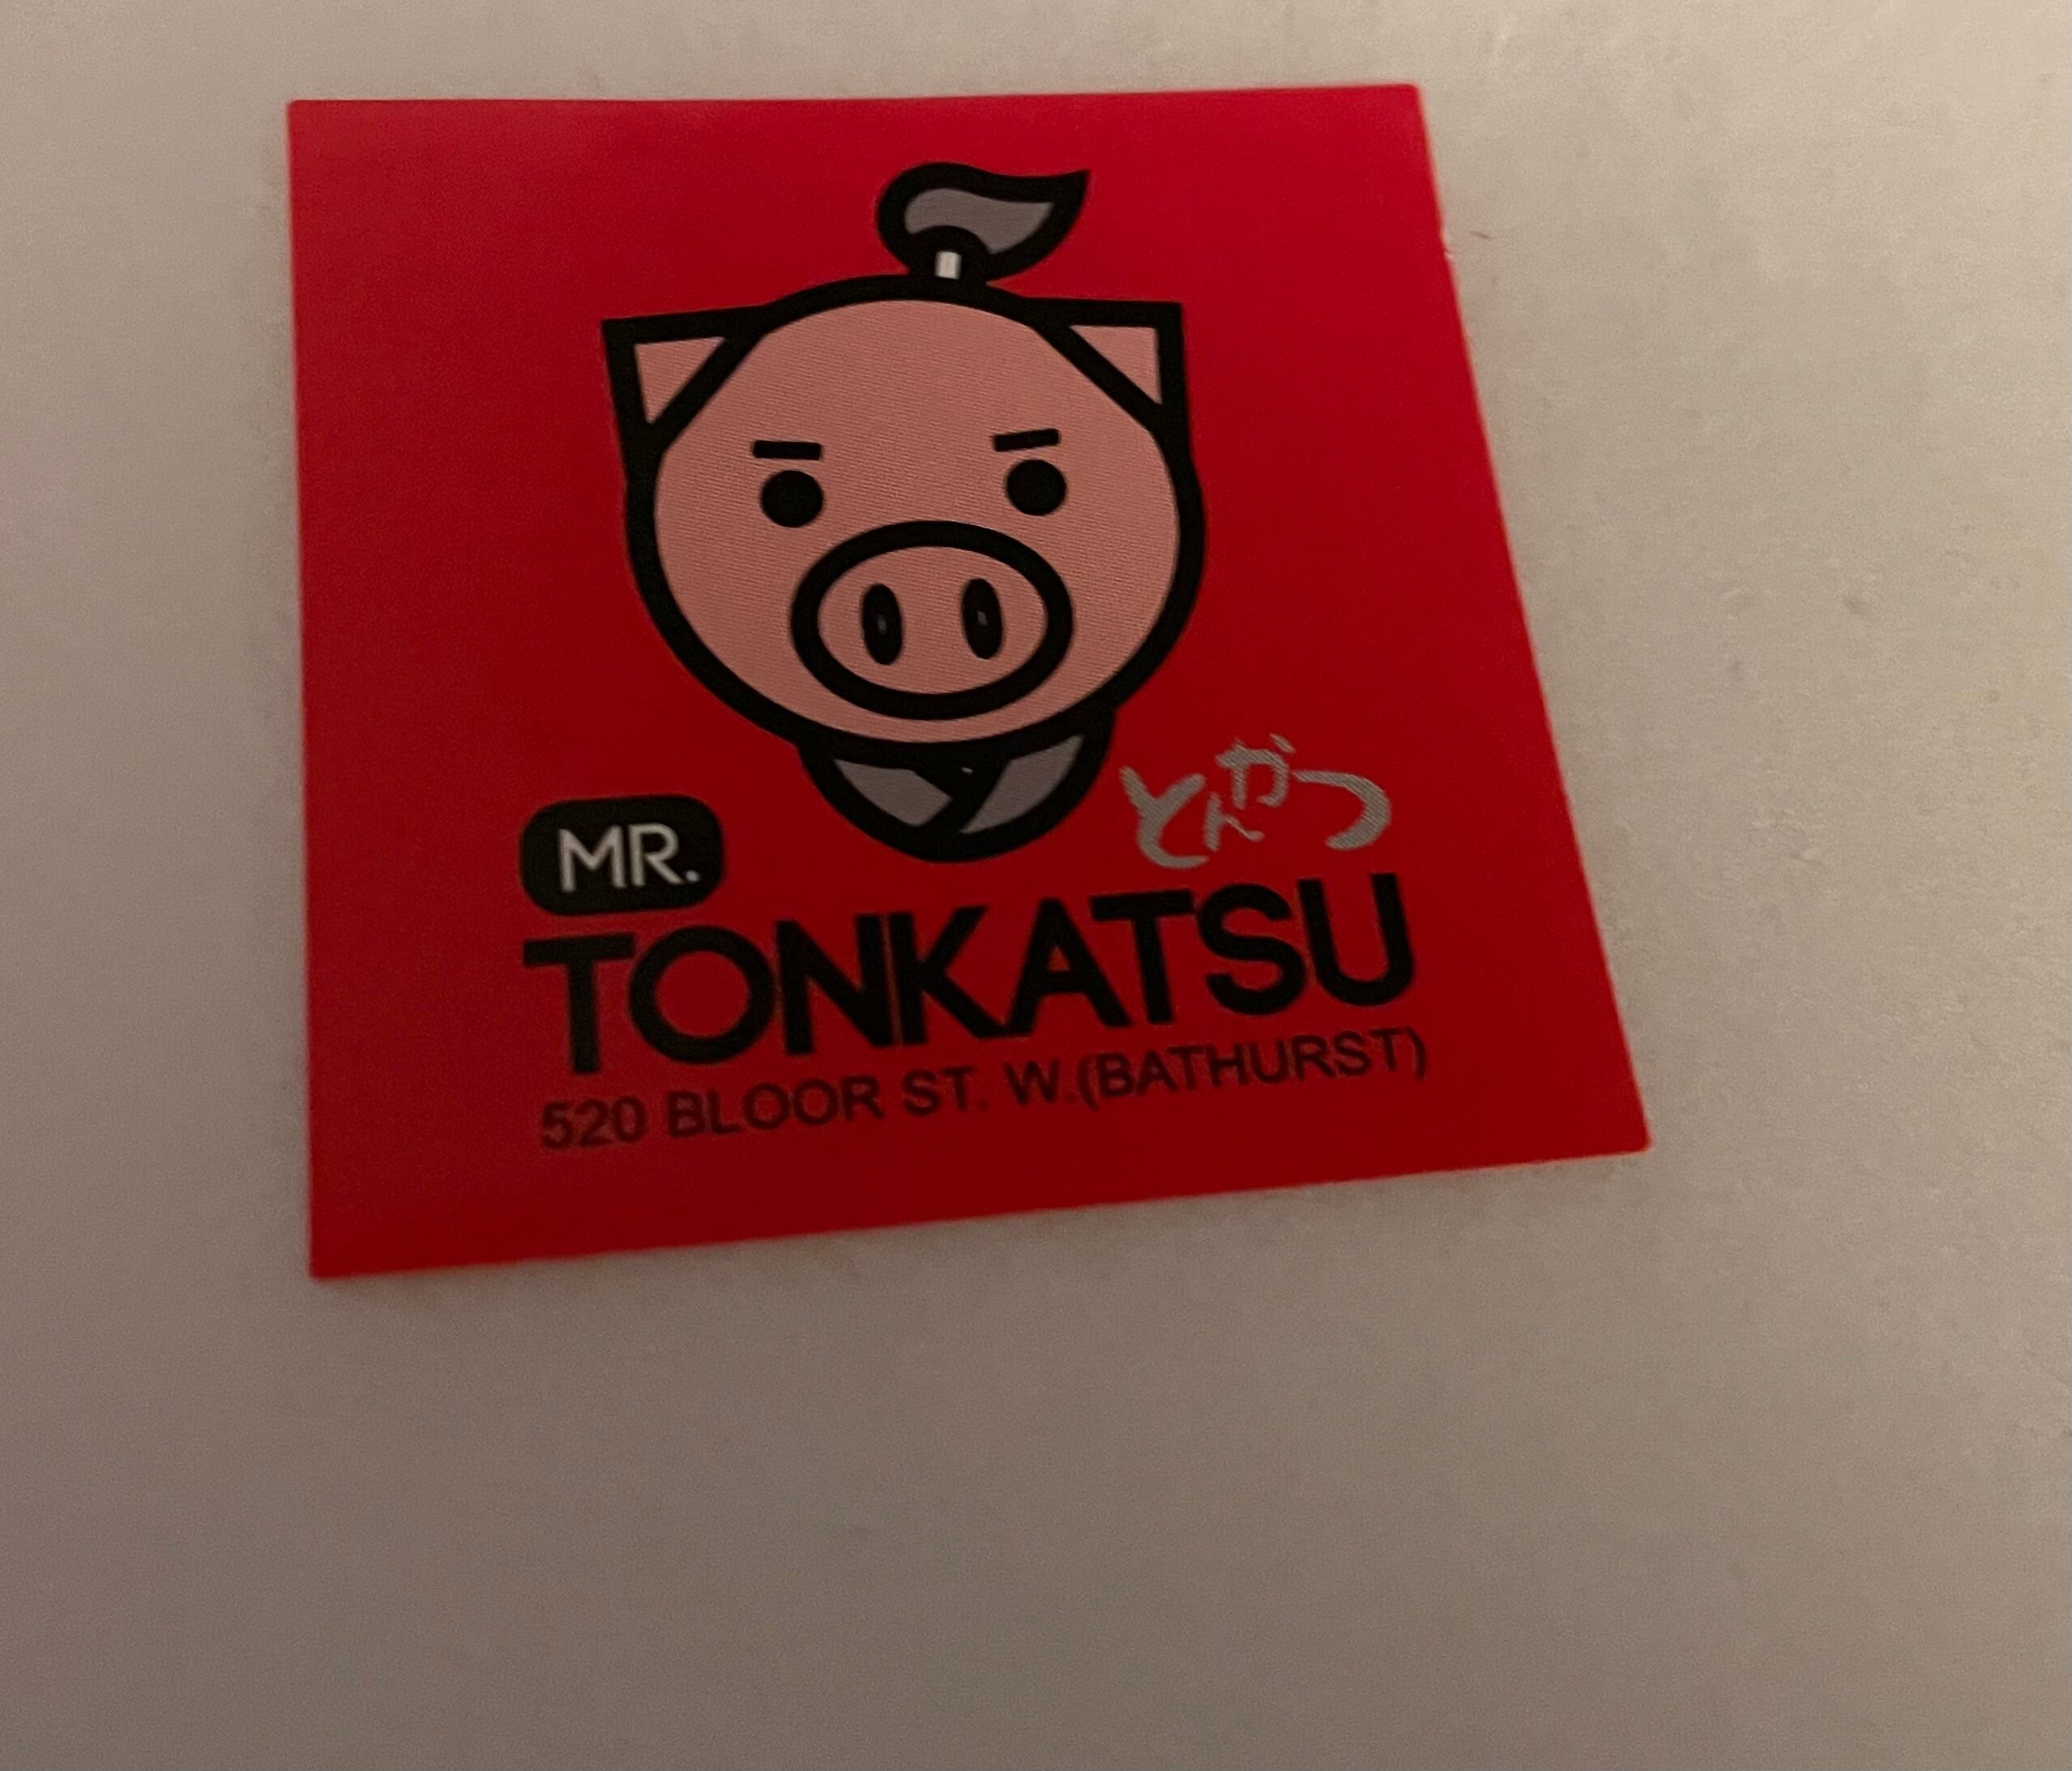 とんかつ
MR.
TONKATSU
520 BLOOR ST. W.(BATHURST)